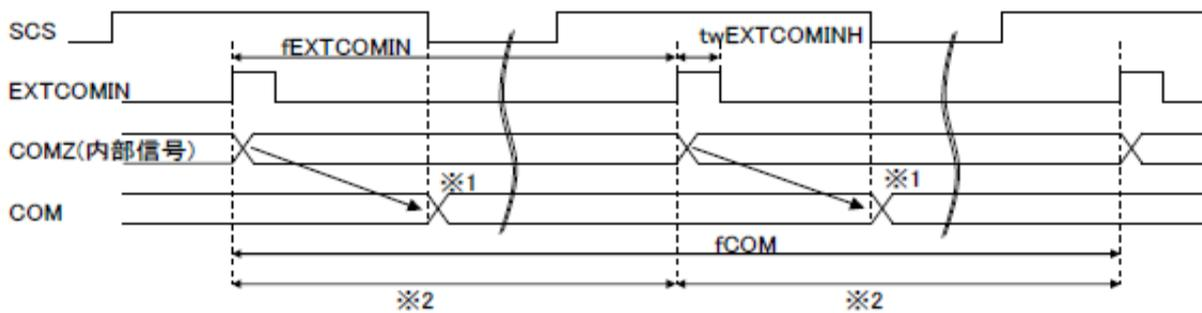 SCS
fEXTCOMIN
twEXTCOMINH
EXTCOMIN
COMZ(内部信号)
※1
※1
COM
fCOM
※2
※2